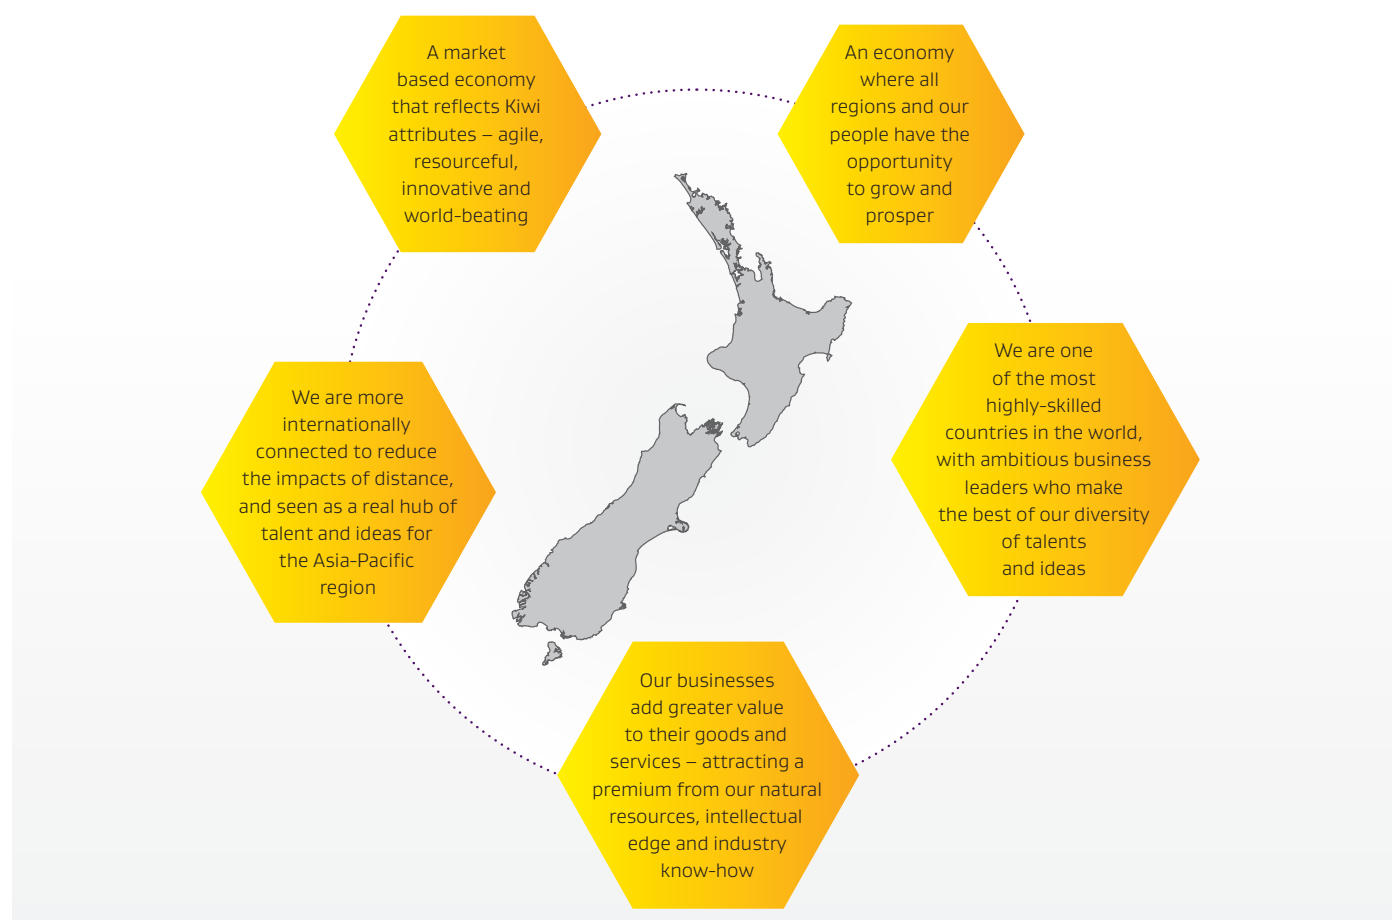 A market
based economy
that reflects Kiwi
attributes – agile,
resourceful,
innovative and
world-beating
An economy
where all
regions and our
people have the
opportunity
to grow and
prosper
We are more
internationally
connected to reduce
the impacts of distance,
and seen as a real hub of
talent and ideas for
the Asia-Pacific
region
We are one
of the most
highly-skilled
countries in the world,
with ambitious business
leaders who make
the best of our diversity
of talents
and ideas
Our businesses
add greater value
to their goods and
services – attracting a
premium from our natural
resources, intellectual
edge and industry
know-how